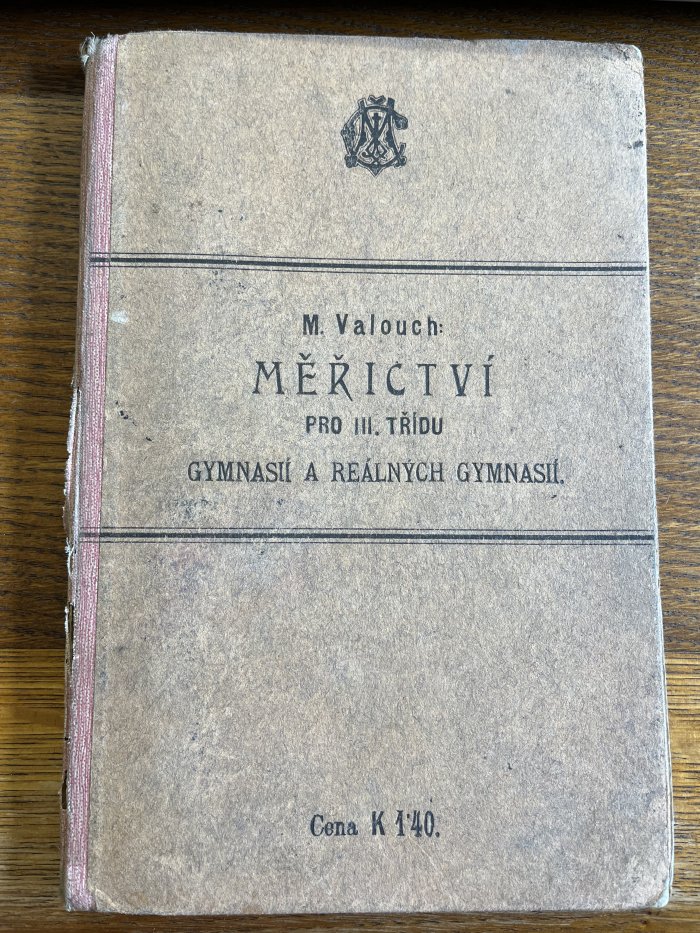 M. Valouch:
MĚŘICTVÍ
PRO III. TŘÍDU
GYMNASIÍ A REÁLNÝCH GYMNASIÍ.
Cena K 1·40.